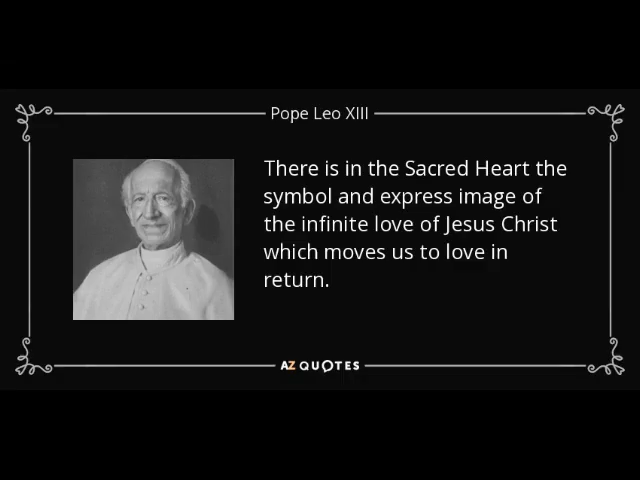 Pope Leo XIII
There is in the Sacred Heart the
symbol and express image of
the infinite love of Jesus Christ
which moves us to love in
return.
AZ QUOTES